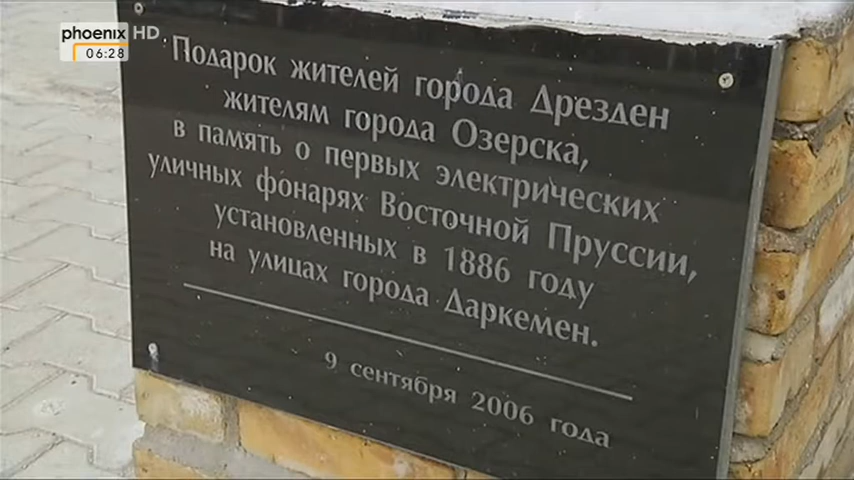 phoenix HD
06:28
Подарок жителей города Дрезден
жителям города Озерска,
в память о первых электрических
уличных фонарях Восточной Пруссии,
установленных в 1886 году
на улицах города Даркемен.
9 сентября 2006 года